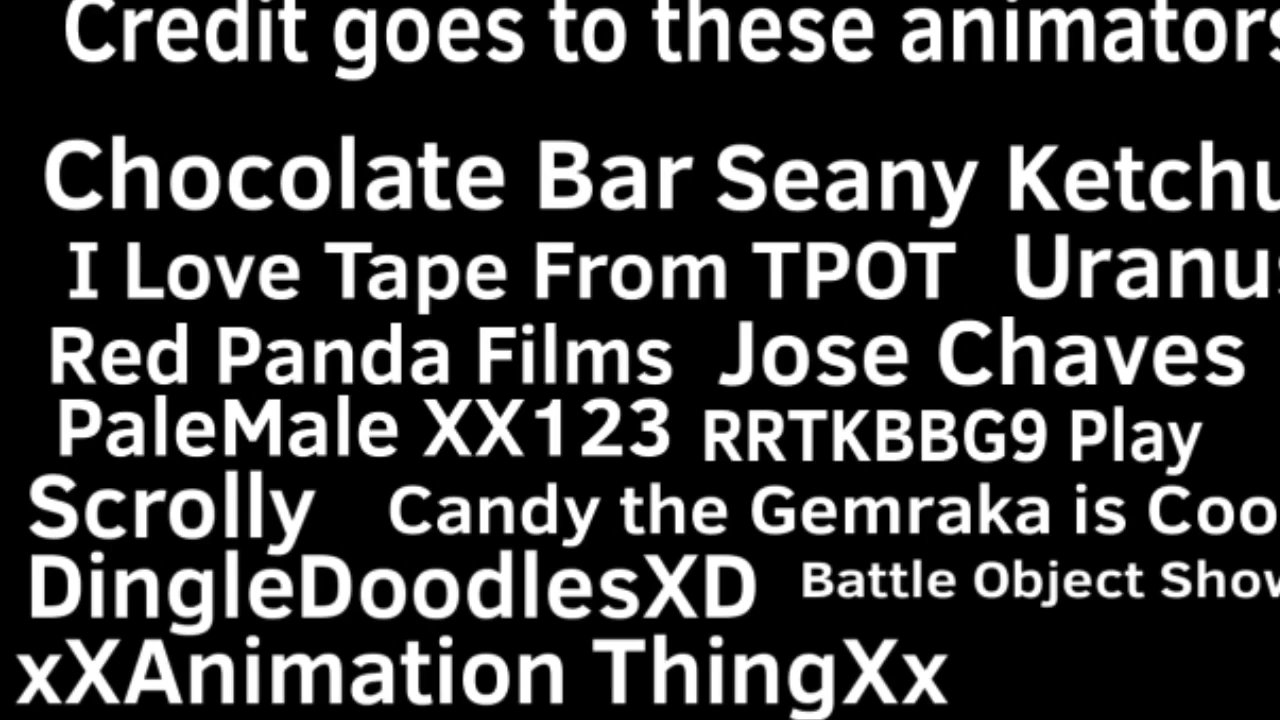 Credit goes to these animators
Chocolate Bar Seany Ketchu
I Love Tape From TPOT Uranus
Red Panda Films Jose Chaves
PaleMale XX123 RRTKBBG9 Play
Scrolly Candy the Gemraka is Coo
DingleDoodlesXD Battle Object Show
xXAnimation ThingXx